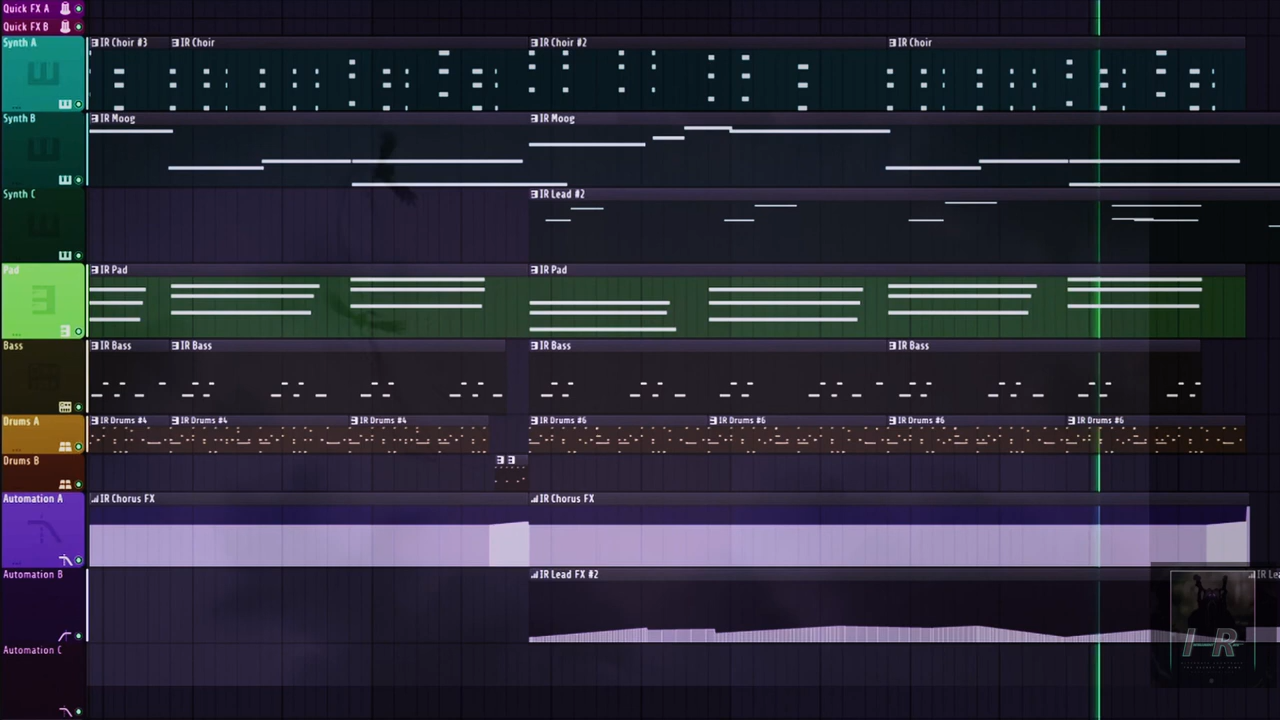 Quick FX A
Quick FX B
Synth A
IR Choir #3 IR Choir IR Choir #2 IR Choir
Synth B
IR Moog IR Moog
Synth C
IR Lead #2
Pad
IR Pad IR Pad
Bass
IR Bass IR Bass IR Bass IR Bass
Drums A
IR Drums #4 IR Drums #4 IR Drums #4 IR Drums #6 IR Drums #6 IR Drums #6 IR Drums #6
Drums B
Automation A
IR Chorus FX IR Chorus FX
Automation B
IR Lead FX #2 IR Le
Automation C
I R